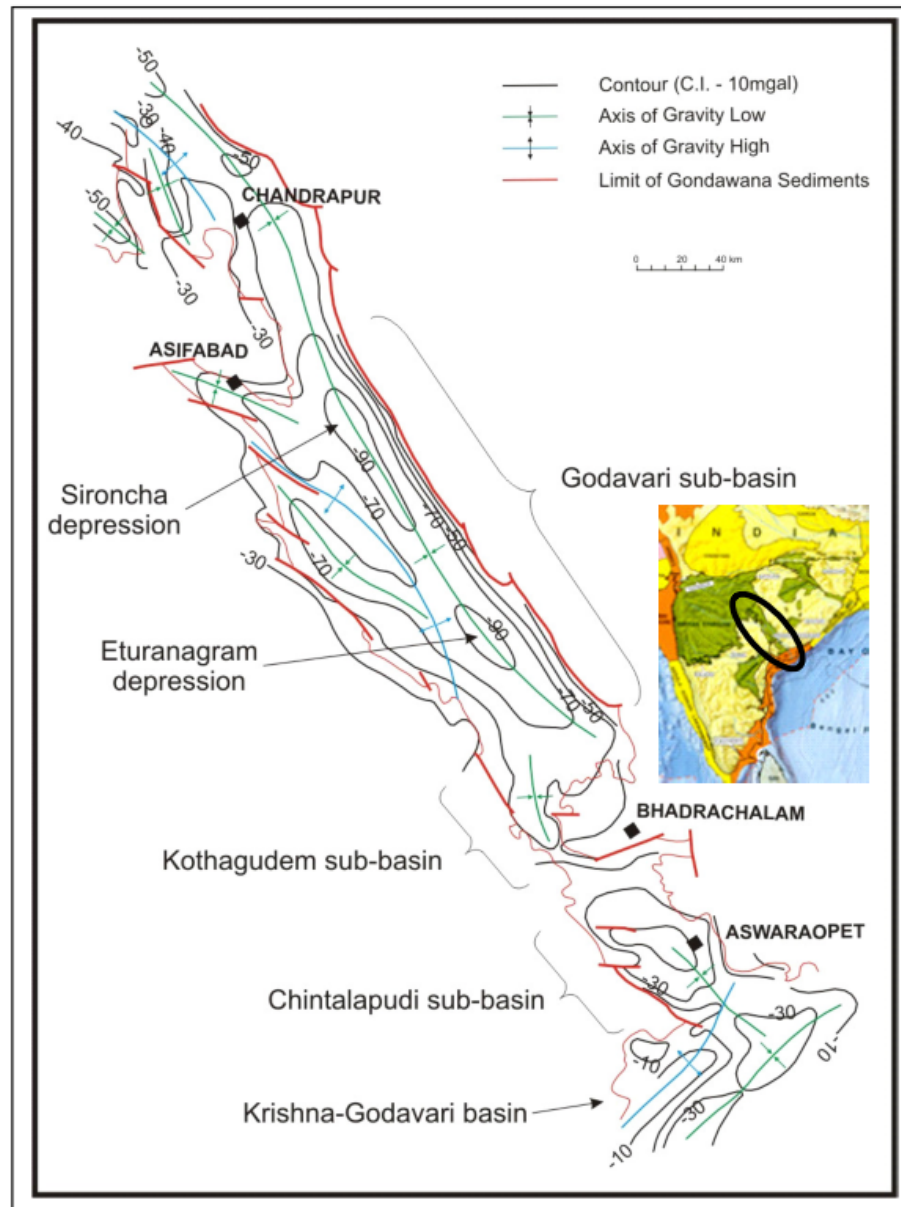 -50
-30
-40
-40
-50
-50
CHANDRAPUR
-30
-30
ASIFABAD
Contour (C.I. - 10mgal)
Axis of Gravity Low
Axis of Gravity High
Limit of Gondawana Sediments
0 20 40 km
Godavari sub-basin
Sironcha
depression
-90
-70
-70
-50
-30
-70
Eturanagram
depression
-90
-70
-50
I N D I A
BAY O
BHADRACHALAM
Kothagudem sub-basin
ASWARAOPET
Chintalapudi sub-basin
-30
-30
-10
-10
Krishna-Godavari basin
-30
-10